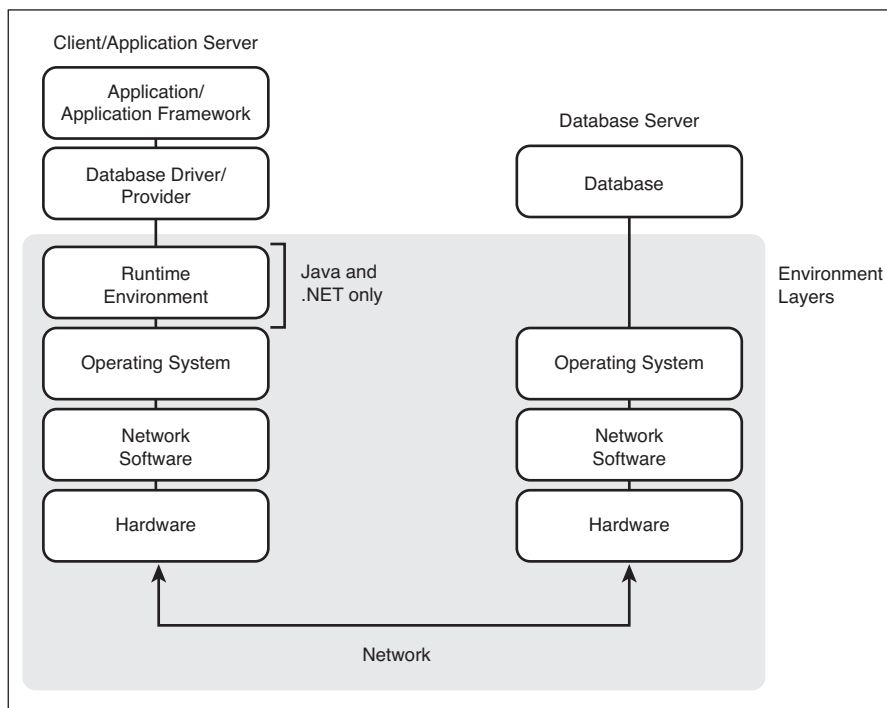 Client/Application Server
Application/
Application Framework
Database Driver/
Provider
Runtime
Environment
Java and
.NET only
Operating System
Network
Software
Hardware
Database Server
Database
Operating System
Network
Software
Hardware
Environment
Layers
Network